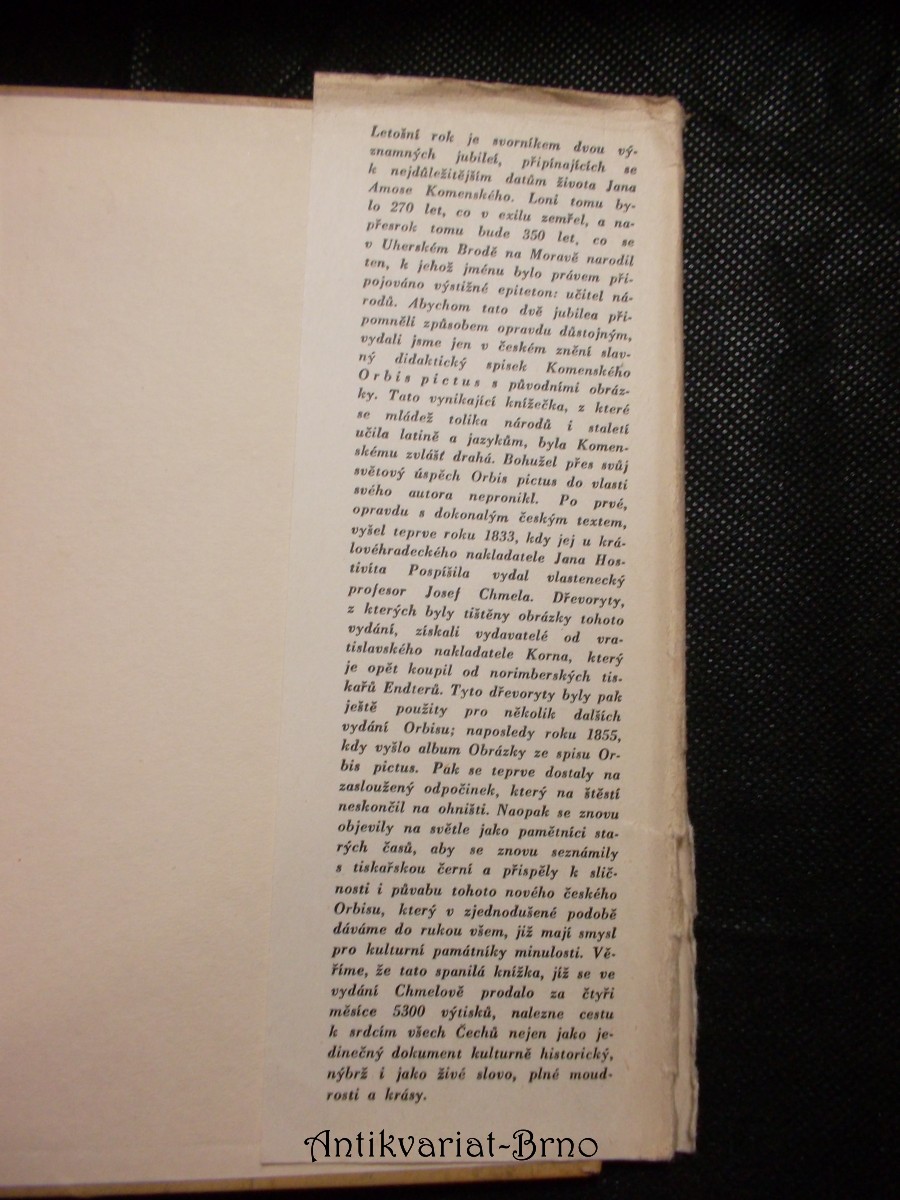 Letošní rok je svorníkem dvou vý-
znamných jubileí, připínajících se
k nejdůležitějším datům života Jana
Amose Komenského. Loni tomu by-
lo 270 let, co v exilu zemřel, a na-
přesrok tomu bude 350 let, co se
v Uherském Brodě na Moravě narodil
ten, k jehož jménu bylo právem při-
pojováno výstižné epiteton: učitel ná-
rodů. Abychom tato dvě jubilea při-
pomněli způsobem opravdu důstojným,
vydali jsme jen v českém znění slav-
ný didaktický spisek Komenského
Orbis pictus s původními obráz-
ky. Tato vynikající knížečka, z které
se mládež tolika národů i staletí
učila latině a jazykům, byla Komen-
skému zvlášť drahá. Bohužel přes svůj
světový úspěch Orbis pictus do vlasti
svého autora nepronikl. Po prvé,
opravdu s dokonalým českým textem,
vyšel teprve roku 1833, kdy jej u krá-
lovéhradeckého nakladatele Jana Hos-
tivíta Pospíšila vydal vlastenecký
profesor Josef Chmela. Dřevoryty,
z kterých byly tištěny obrázky tohoto
vydání, získali vydavatelé od vra-
tislavského nakladatele Korna, který
je opět koupil od norimberských tis-
kařů Endterů. Tyto dřevoryty byly pak
ještě použity pro několik dalších
vydání Orbisu; naposledy roku 1855,
kdy vyšlo album Obrázky ze spisu Or-
bis pictus. Pak se teprve dostaly na
zasloužený odpočinek, který na štěstí
neskončil na ohništi. Naopak se znovu
objevily na světle jako pamětníci sta-
rých časů, aby se znovu seznámily
s tiskařskou černí a přispěly k slič-
nosti i půvabu tohoto nového českého
Orbisu, který v zjednodušené podobě
dáváme do rukou všem, již mají smysl
pro kulturní památníky minulosti. Vě-
říme, že tato spanilá knížka, jíž se ve
vydání Chmelově prodalo za čtyři
měsíce 5300 výtisků, nalezne cestu
k srdcím všech Čechů nejen jako je-
dinečný dokument kulturně historický,
nýbrž i jako živé slovo, plné moud-
rosti a krásy.
Antikvariat-Brno